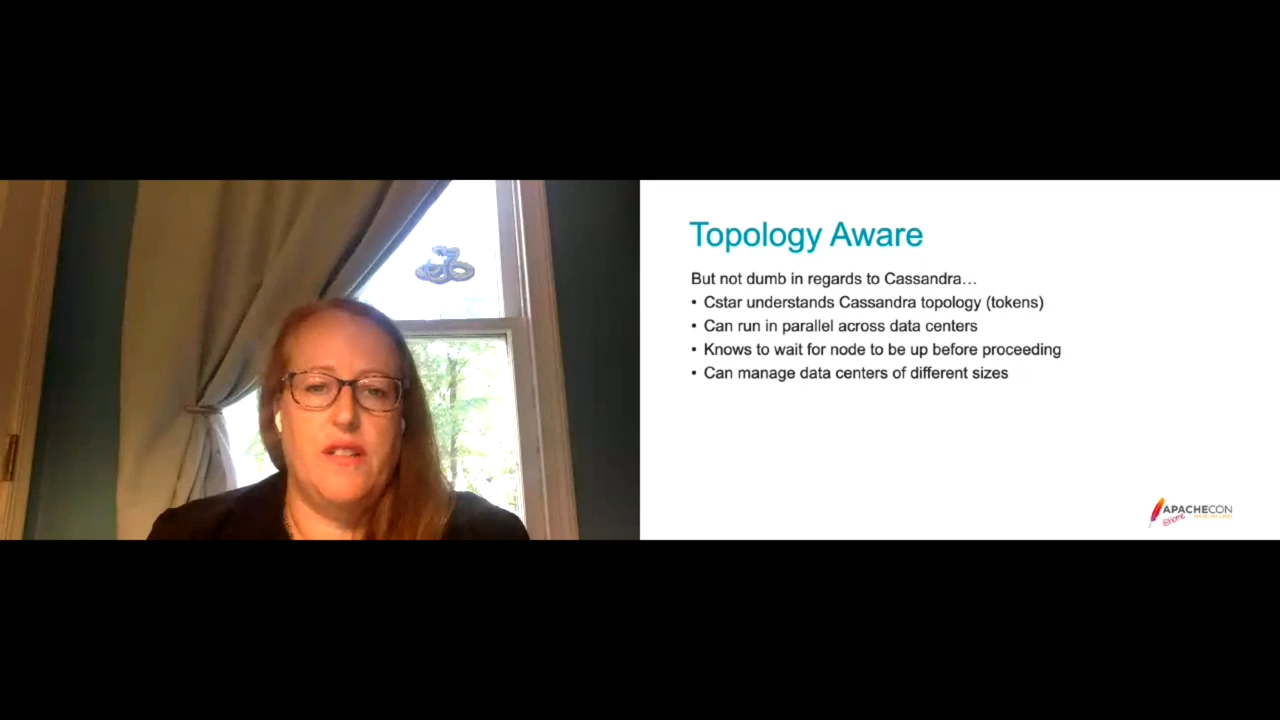 Topology Aware
But not dumb in regards to Cassandra…
• Cstar understands Cassandra topology (tokens)
• Can run in parallel across data centers
• Knows to wait for node to be up before proceeding
• Can manage data centers of different sizes
APACHECON
@Home